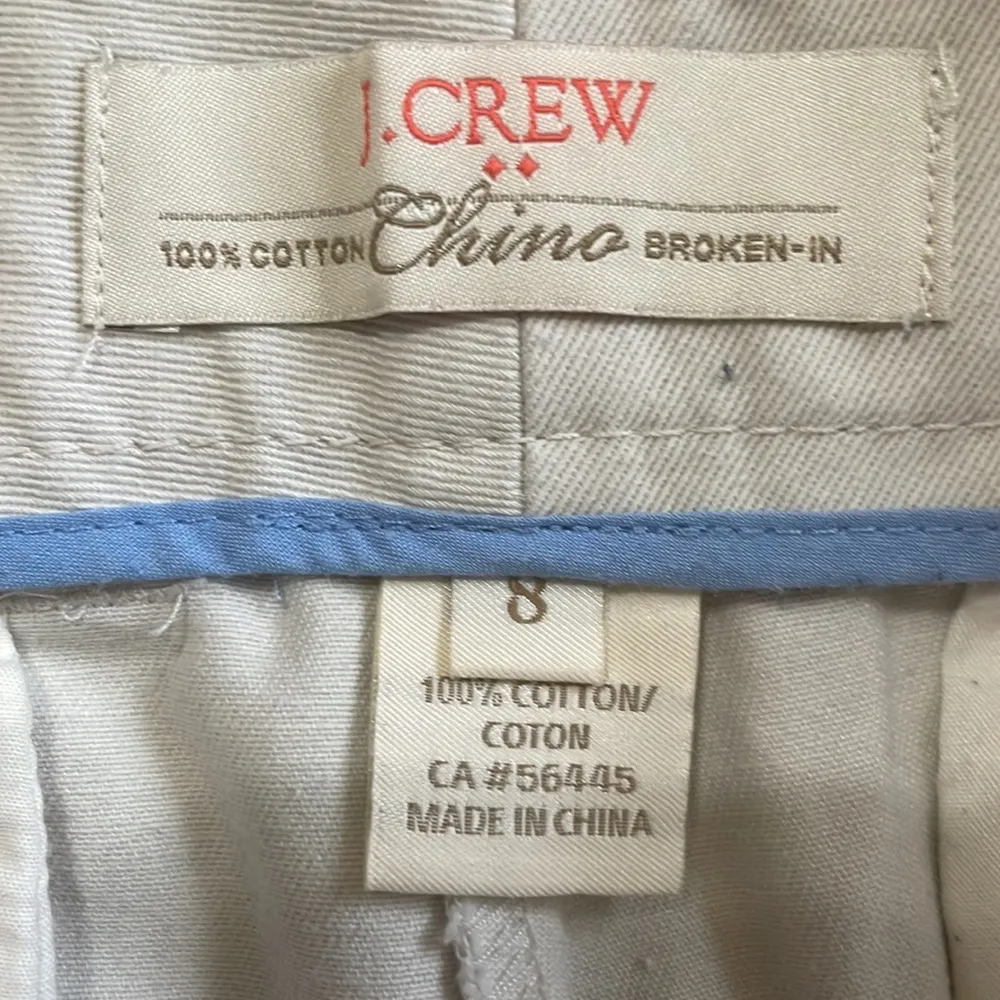 J.CREW
100% COTTON Chino BROKEN-IN
8
100% COTTON/
COTON
CA #56445
MADE IN CHINA